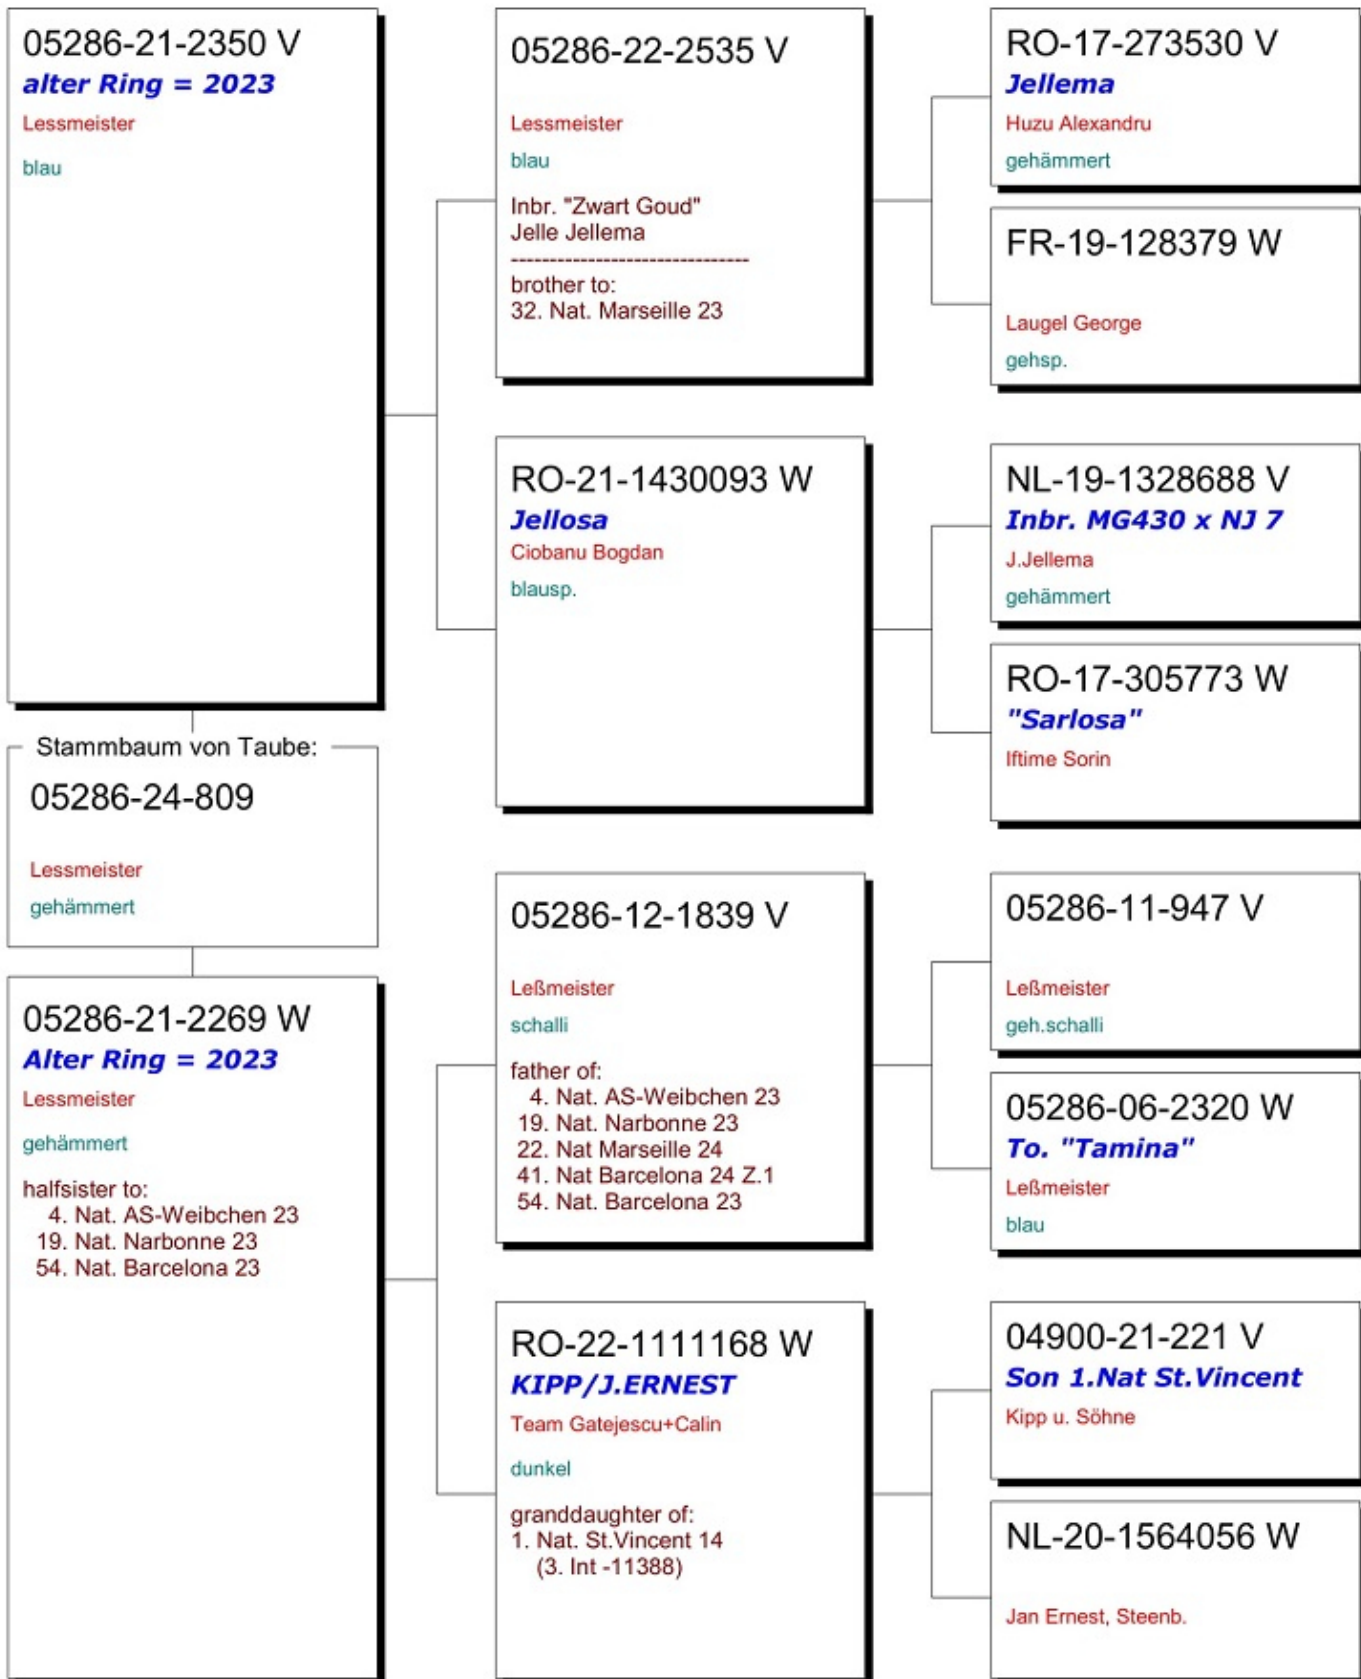 05286-21-2350 V
alter Ring = 2023
Lessmeister
blau
Stammbaum von Taube:
05286-24-809
Lessmeister
gehämmert
05286-21-2269 W
Alter Ring = 2023
Lessmeister
gehämmert
halfsister to:
4. Nat. AS-Weibchen 23
19. Nat. Narbonne 23
54. Nat. Barcelona 23
05286-22-2535 V
Lessmeister
blau
Inbr. "Zwart Goud"
Jelle Jellema
-------------------------------
brother to:
32. Nat. Marseille 23
RO-21-1430093 W
Jellosa
Ciobanu Bogdan
blausp.
05286-12-1839 V
Leßmeister
schalli
father of:
4. Nat. AS-Weibchen 23
19. Nat. Narbonne 23
22. Nat Marseille 24
41. Nat Barcelona 24 Z.1
54. Nat. Barcelona 23
RO-22-1111168 W
KIPP/J.ERNEST
Team Gatejescu+Calin
dunkel
granddaughter of:
1. Nat. St.Vincent 14
(3. Int -11388)
RO-17-273530 V
Jellema
Huzu Alexandru
gehämmert
FR-19-128379 W
Laugel George
gehsp.
NL-19-1328688 V
Inbr. MG430 x NJ 7
J.Jellema
gehämmert
RO-17-305773 W
"Sarlosa"
Iftime Sorin
05286-11-947 V
Leßmeister
geh.schalli
05286-06-2320 W
To. "Tamina"
Leßmeister
blau
04900-21-221 V
Son 1.Nat St.Vincent
Kipp u. Söhne
NL-20-1564056 W
Jan Ernest, Steenb.